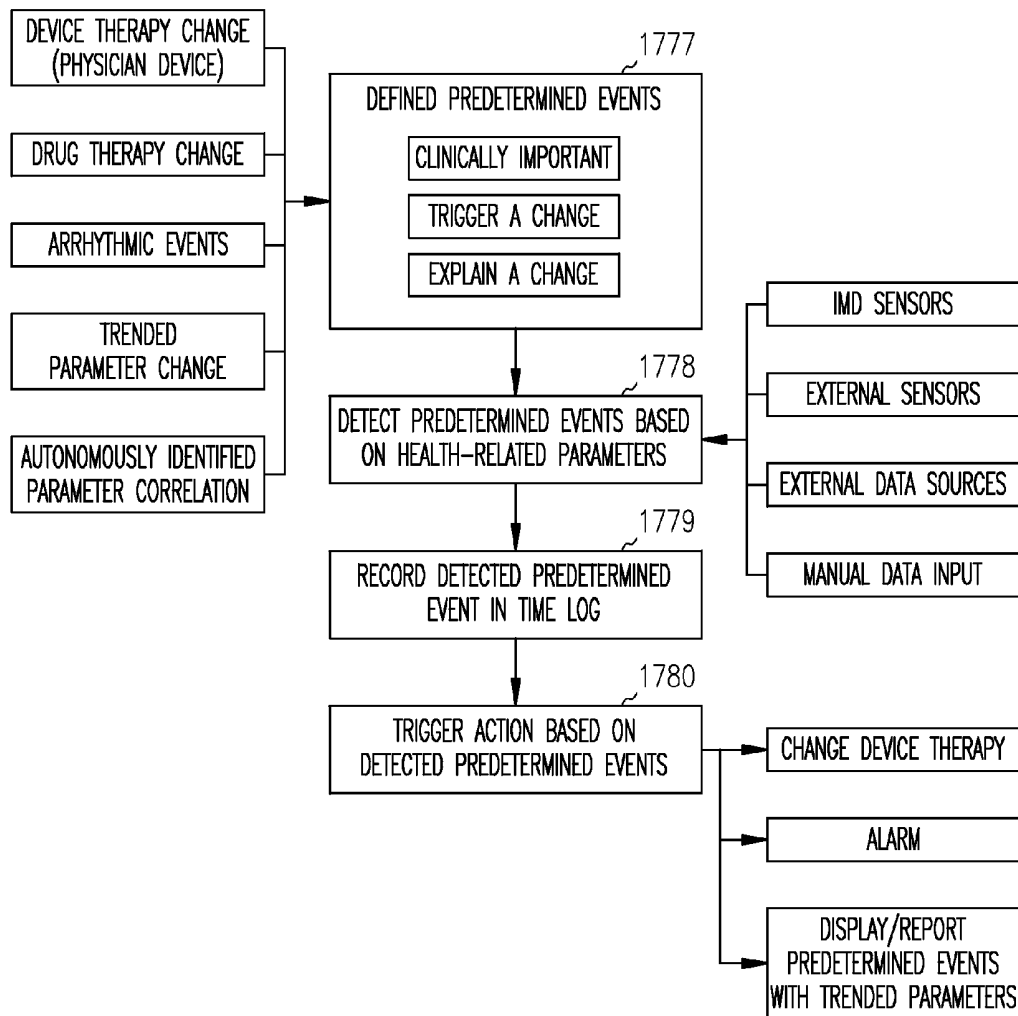 DEVICE THERAPY CHANGE
(PHYSICIAN DEVICE)
DRUG THERAPY CHANGE
ARRHYTHMIC EVENTS
TRENDED
PARAMETER CHANGE
AUTONOMOUSLY IDENTIFIED
PARAMETER CORRELATION
1777
DEFINED PREDETERMINED EVENTS
CLINICALLY IMPORTANT
TRIGGER A CHANGE
EXPLAIN A CHANGE
1778
DETECT PREDETERMINED EVENTS BASED
ON HEALTH-RELATED PARAMETERS
IMD SENSORS
EXTERNAL SENSORS
EXTERNAL DATA SOURCES
MANUAL DATA INPUT
1779
RECORD DETECTED PREDETERMINED
EVENT IN TIME LOG
1780
TRIGGER ACTION BASED ON
DETECTED PREDETERMINED EVENTS
CHANGE DEVICE THERAPY
ALARM
DISPLAY/REPORT
PREDETERMINED EVENTS
WITH TRENDED PARAMETERS